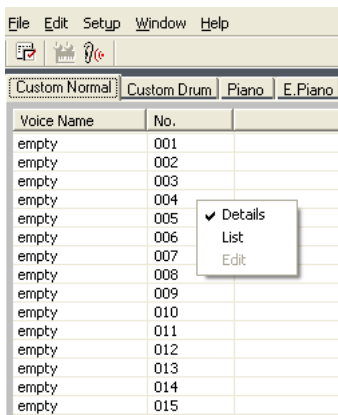 File Edit Setup Window Help
Custom Normal Custom Drum Piano E.Piano
Voice Name No.
empty 001
empty 002
empty 003
empty 004
empty 005 ✓ Details
empty 006 List
empty 007 Edit
empty 008
empty 009
empty 010
empty 011
empty 012
empty 013
empty 014
empty 015